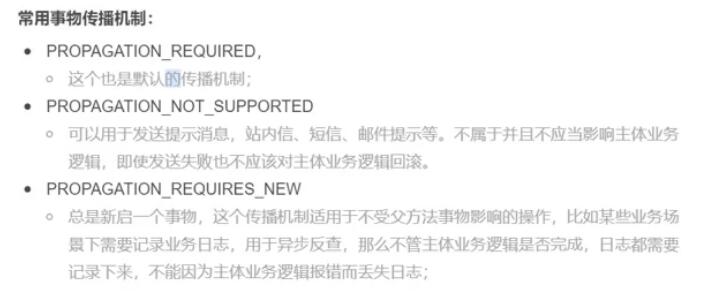 常用事物传播机制：
PROPAGATION_REQUIRED，
这个也是默认的传播机制；
PROPAGATION_NOT_SUPPORTED
可以用于发送提示消息，站内信、短信、邮件提示等。不属于并且不应当影响主体业务
逻辑，即使发送失败也不应该对主体业务逻辑回滚。
PROPAGATION_REQUIRES_NEW
总是新启一个事物，这个传播机制适用于不受父方法事物影响的操作，比如某些业务场
景下需要记录业务日志，用于异步反查，那么不管主体业务逻辑是否完成，日志都需要
记录下来，不能因为主体业务逻辑报错而丢失日志；